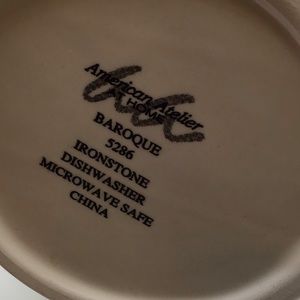 American Atelier
AT HOME
BAROQUE
5286
IRONSTONE
DISHWASHER
MICROWAVE SAFE
CHINA